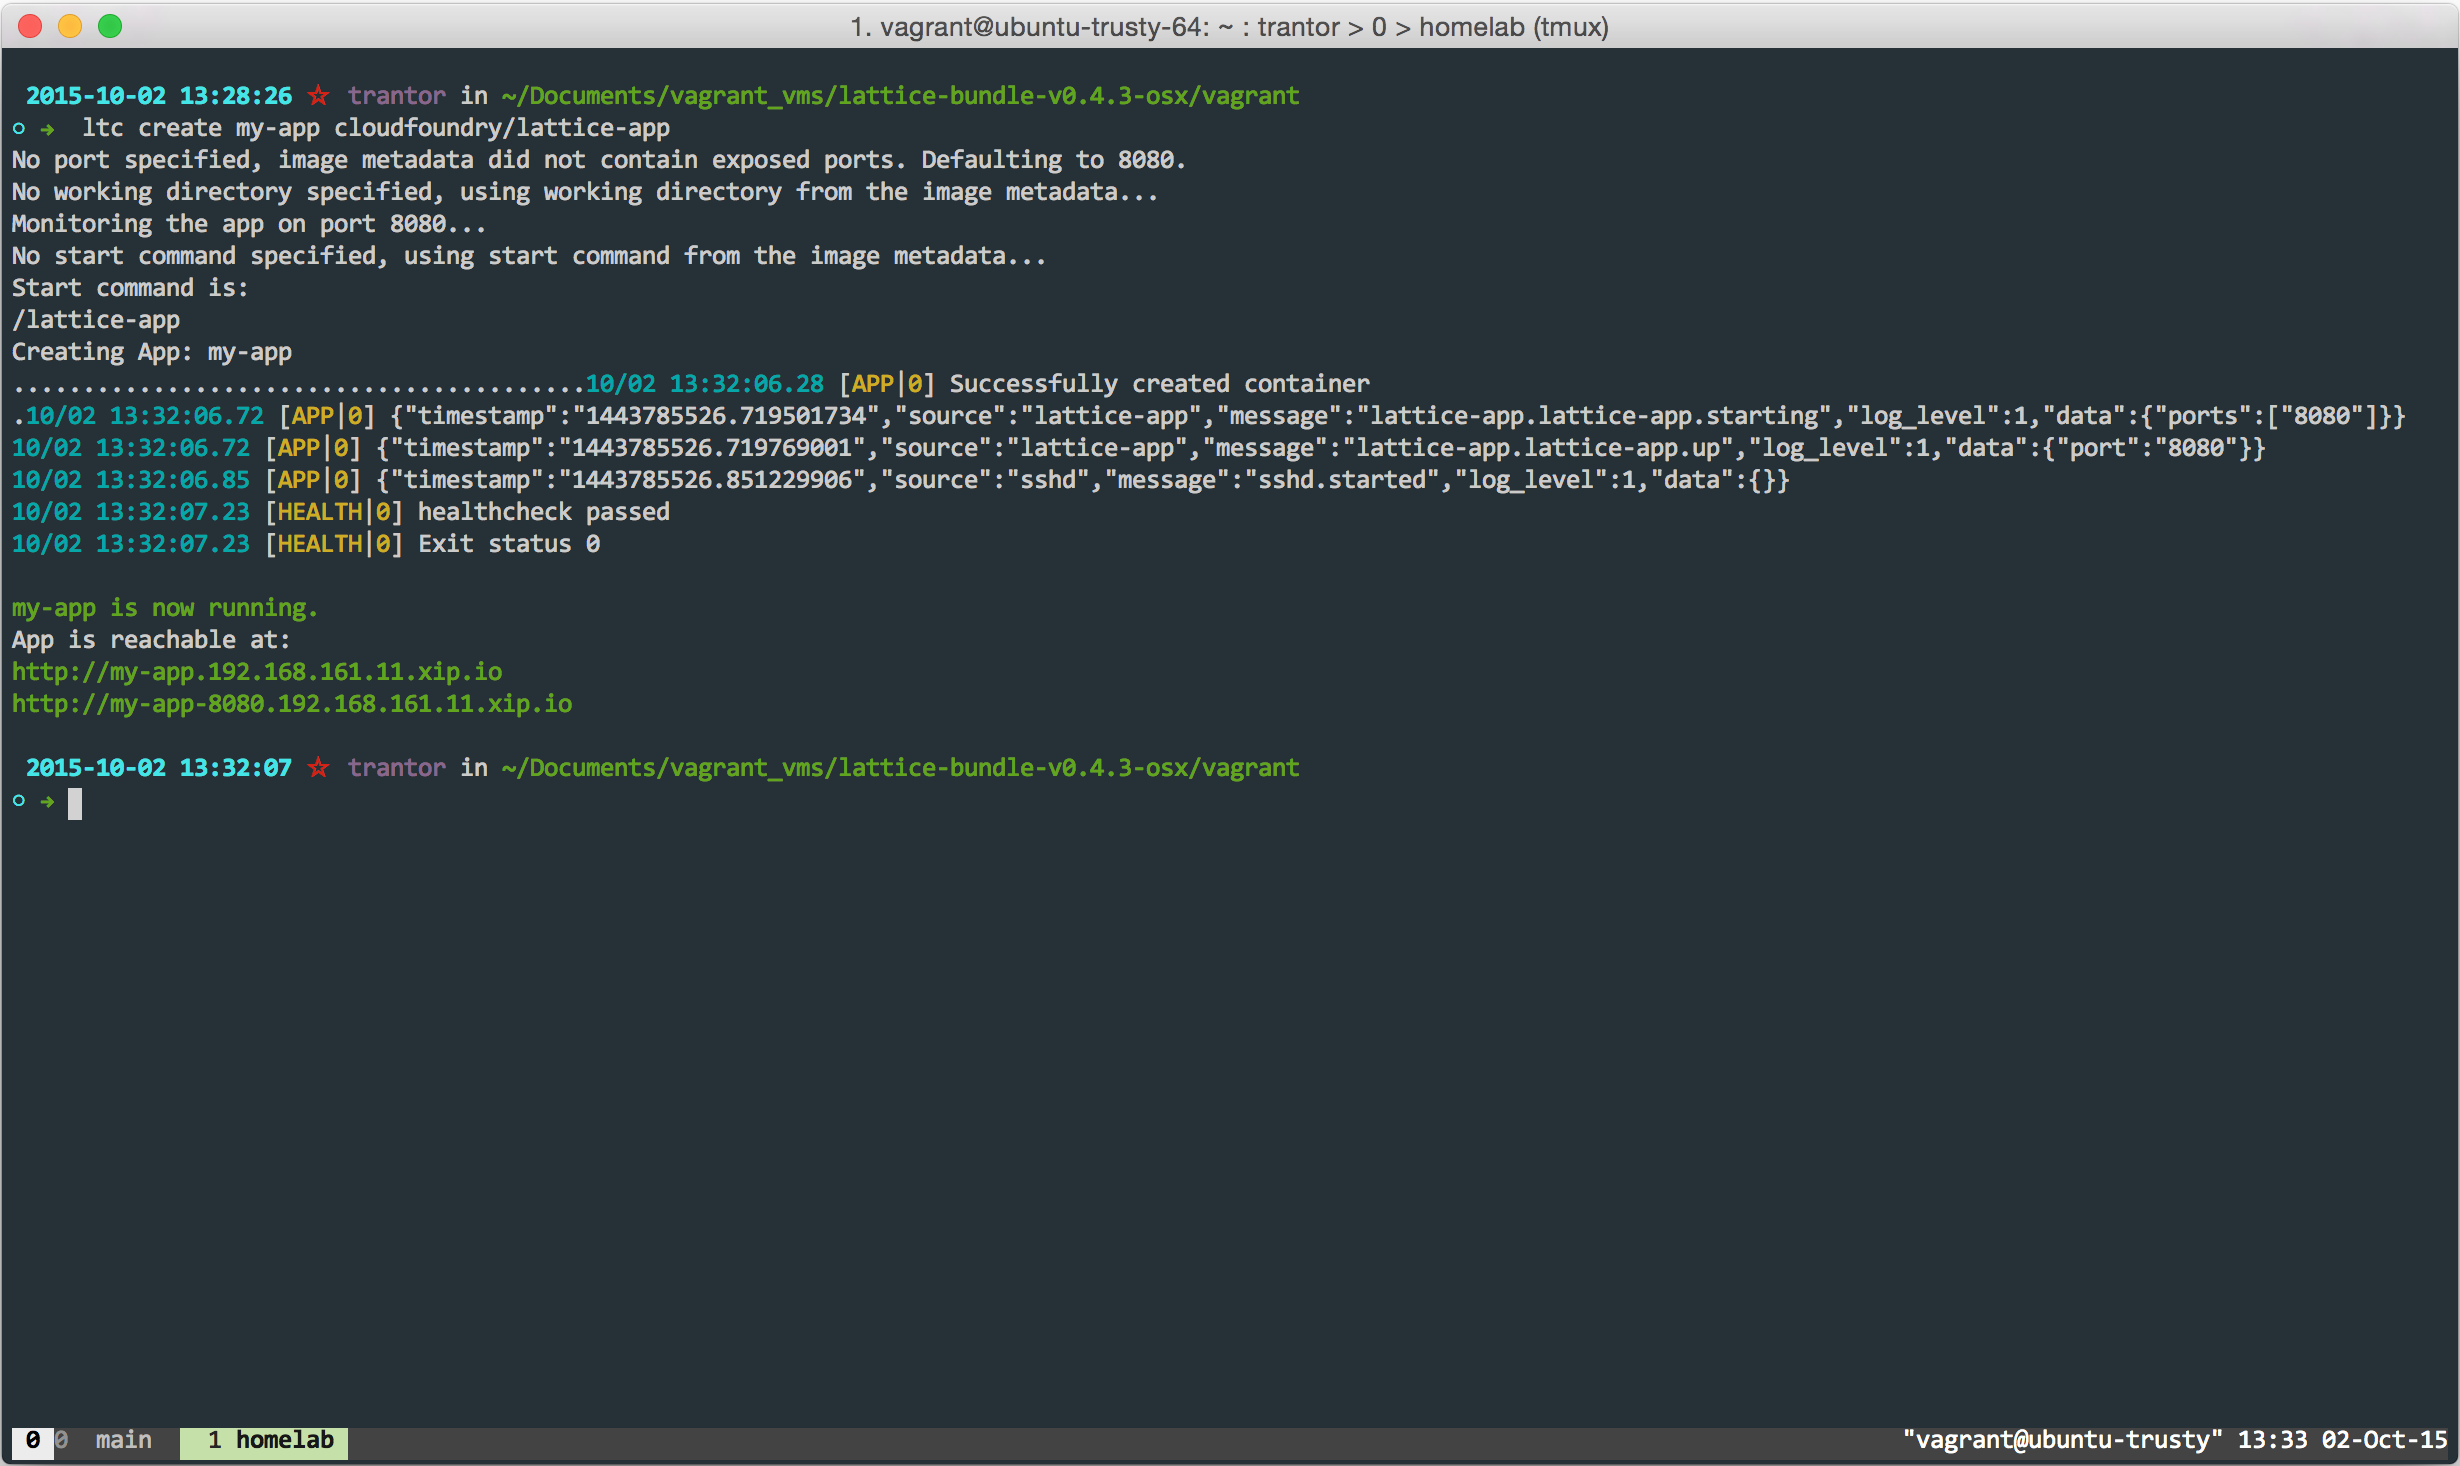 1. vagrant@ubuntu-trusty-64: ~ : trantor > 0 > homelab (tmux)
2015-10-02 13:28:26 ☆ trantor in ~/Documents/vagrant_vms/lattice-bundle-v0.4.3-osx/vagrant
○ → ltc create my-app cloudfoundry/lattice-app
No port specified, image metadata did not contain exposed ports. Defaulting to 8080.
No working directory specified, using working directory from the image metadata...
Monitoring the app on port 8080...
No start command specified, using start command from the image metadata...
Start command is:
/lattice-app
Creating App: my-app
.........................................10/02 13:32:06.28 [APP|0] Successfully created container
.10/02 13:32:06.72 [APP|0] {"timestamp":"1443785526.719501734","source":"lattice-app","message":"lattice-app.lattice-app.starting","log_level":1,"data":{"ports":["8080"]}}
10/02 13:32:06.72 [APP|0] {"timestamp":"1443785526.719769001","source":"lattice-app","message":"lattice-app.lattice-app.up","log_level":1,"data":{"port":"8080"}}
10/02 13:32:06.85 [APP|0] {"timestamp":"1443785526.851229906","source":"sshd","message":"sshd.started","log_level":1,"data":{}}
10/02 13:32:07.23 [HEALTH|0] healthcheck passed
10/02 13:32:07.23 [HEALTH|0] Exit status 0
my-app is now running.
App is reachable at:
http://my-app.192.168.161.11.xip.io
http://my-app-8080.192.168.161.11.xip.io
2015-10-02 13:32:07 ☆ trantor in ~/Documents/vagrant_vms/lattice-bundle-v0.4.3-osx/vagrant
○ →
0 0 main 1 homelab "vagrant@ubuntu-trusty" 13:33 02-Oct-15